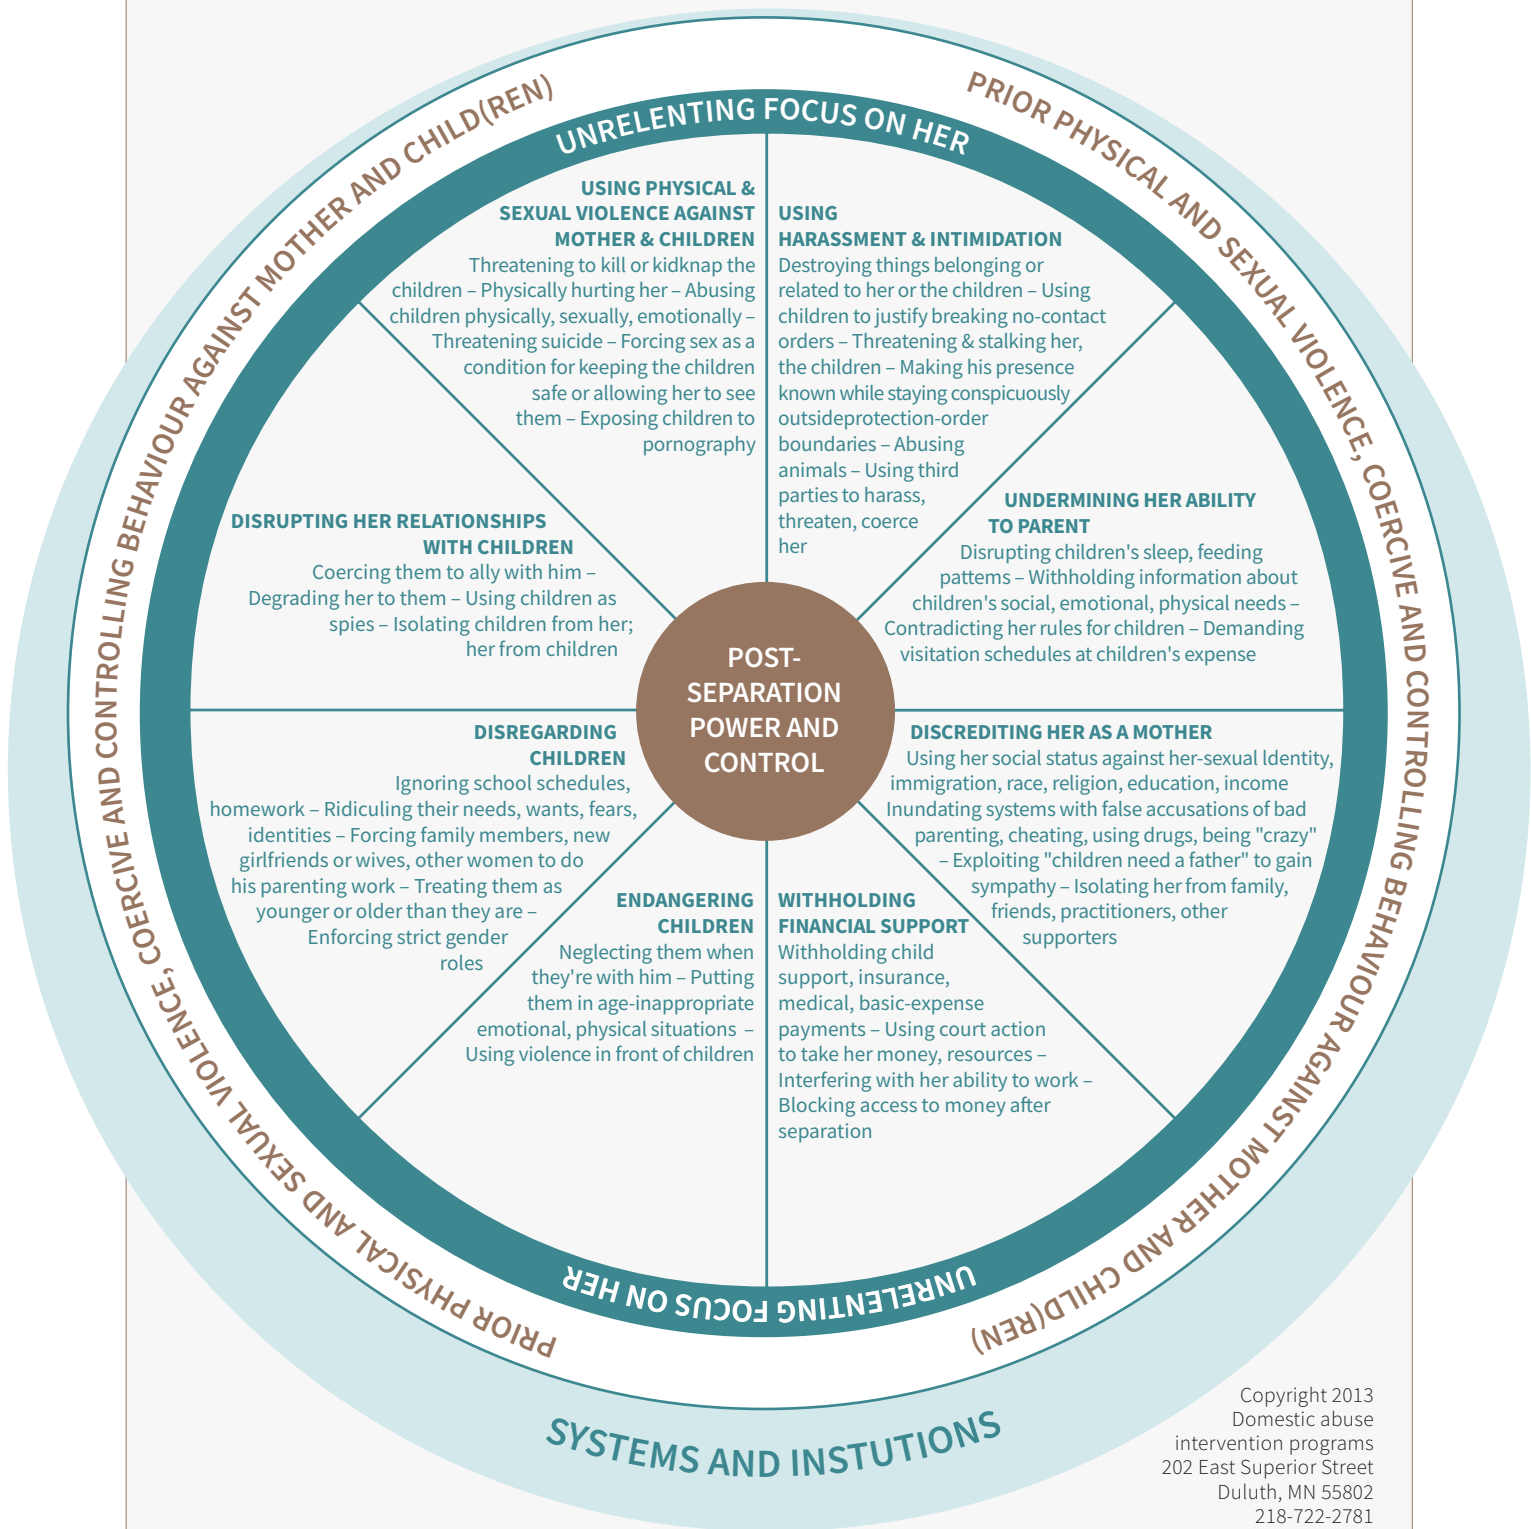 PRIOR PHYSICAL AND SEXUAL VIOLENCE, COERCIVE AND CONTROLLING BEHAVIOUR AGAINST MOTHER AND CHILD(REN)
PRIOR PHYSICAL AND SEXUAL VIOLENCE, COERCIVE AND CONTROLLING BEHAVIOUR AGAINST MOTHER AND CHILD(REN)
UNRELENTING FOCUS ON HER
USING PHYSICAL &
SEXUAL VIOLENCE AGAINST
MOTHER & CHILDREN
Threatening to kill or kidknap the
children – Physically hurting her – Abusing
children physically, sexually, emotionally –
Threatening suicide – Forcing sex as a
condition for keeping the children
safe or allowing her to see
them – Exposing children to
pornography
USING
HARASSMENT & INTIMIDATION
Destroying things belonging or
related to her or the children – Using
children to justify breaking no-contact
orders – Threatening & stalking her,
the children – Making his presence
known while staying conspicuously
outsideprotection-order
boundaries – Abusing
animals – Using third
parties to harass,
threaten, coerce
her
UNDERMINING HER ABILITY
TO PARENT
Disrupting children's sleep, feeding
pattems – Withholding information about
children's social, emotional, physical needs –
Contradicting her rules for children – Demanding
visitation schedules at children's expense
DISCREDITING HER AS A MOTHER
Using her social status against her-sexual ldentity,
immigration, race, religion, education, income
Inundating systems with false accusations of bad
parenting, cheating, using drugs, being "crazy"
– Exploiting "children need a father" to gain
sympathy – Isolating her from family,
friends, practitioners, other
supporters
WITHHOLDING
FINANCIAL SUPPORT
Withholding child
support, insurance,
medical, basic-expense
payments – Using court action
to take her money, resources –
Interfering with her ability to work –
Blocking access to money after
separation
ENDANGERING
CHILDREN
Neglecting them when
they're with him – Putting
them in age-inappropriate
emotional, physical situations –
Using violence in front of children
DISREGARDING
CHILDREN
Ignoring school schedules,
homework – Ridiculing their needs, wants, fears,
identities – Forcing family members, new
girlfriends or wives, other women to do
his parenting work – Treating them as
younger or older than they are –
Enforcing strict gender
roles
DISRUPTING HER RELATIONSHIPS
WITH CHILDREN
Coercing them to ally with him –
Degrading her to them – Using children as
spies – Isolating children from her;
her from children
POST-
SEPARATION
POWER AND
CONTROL
UNRELENTING FOCUS ON HER
SYSTEMS AND INSTUTIONS
Copyright 2013
Domestic abuse
intervention programs
202 East Superior Street
Duluth, MN 55802
218-722-2781